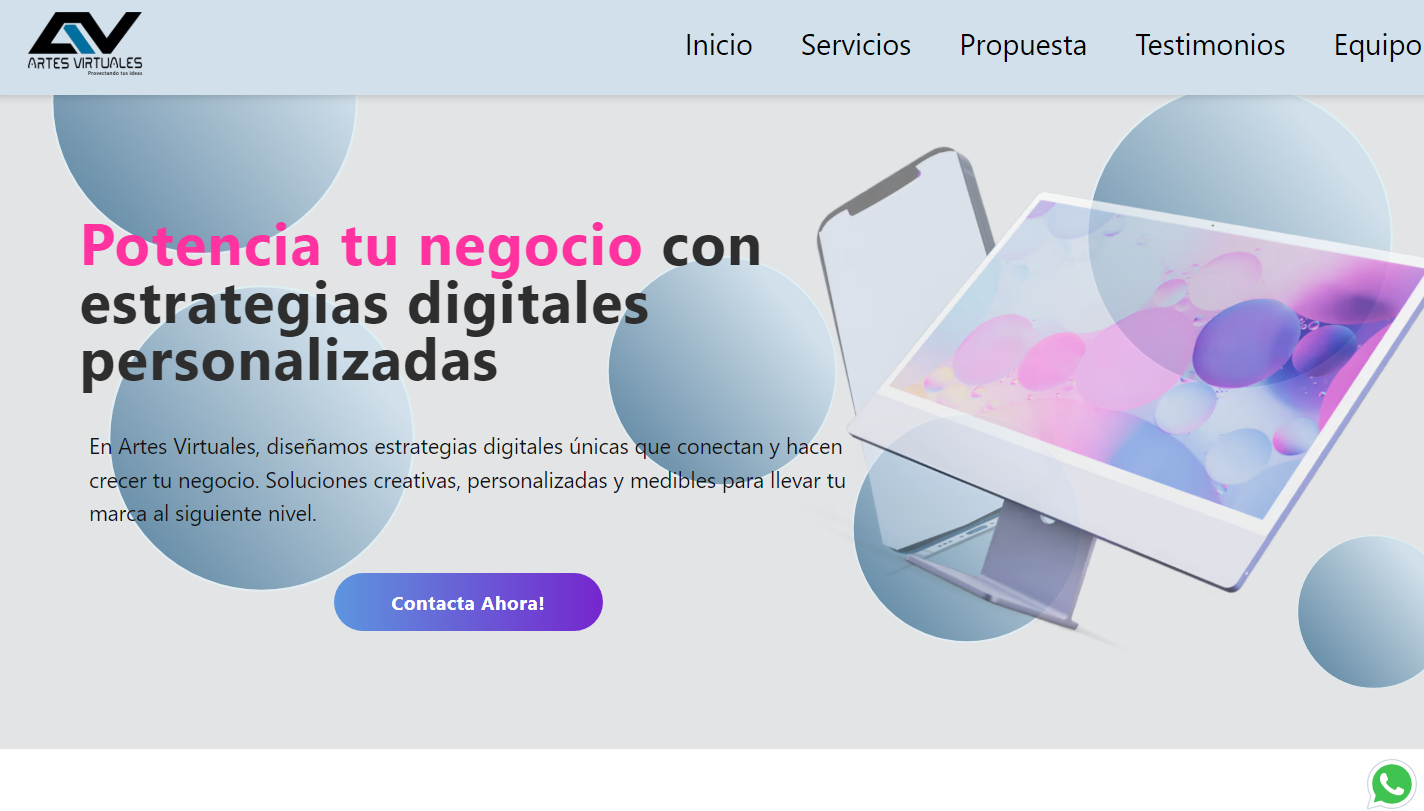 ARTES VIRTUALES
Proyectando tus ideas
Inicio Servicios Propuesta Testimonios Equipo
Potencia tu negocio con
estrategias digitales
personalizadas
En Artes Virtuales, diseñamos estrategias digitales únicas que conectan y hacen
crecer tu negocio. Soluciones creativas, personalizadas y medibles para llevar tu
marca al siguiente nivel.
Contacta Ahora!